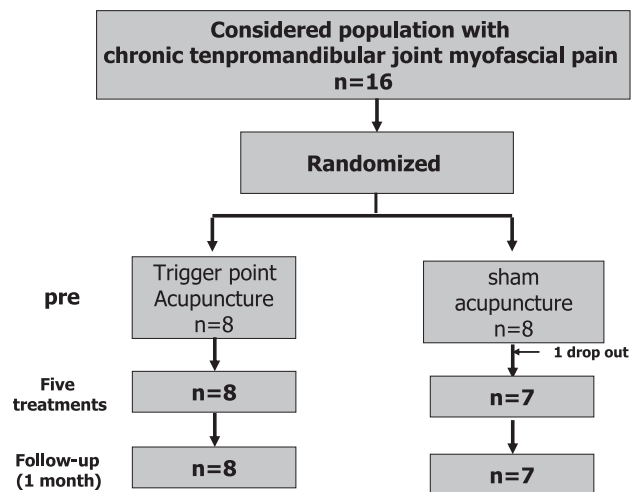 Considered population with
chronic tenpromandibular joint myofascial pain
n=16
Randomized
pre
Trigger point
Acupuncture
n=8
sham
acupuncture
n=8
1 drop out
Five
treatments
n=8
n=7
Follow-up
(1 month)
n=8
n=7